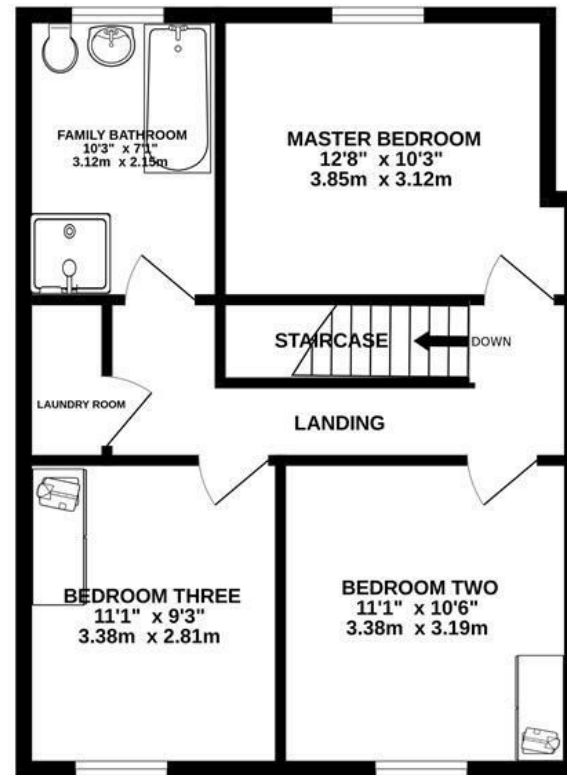 FAMILY BATHROOM
10'3" x 7'1"
3.12m x 2.15m
MASTER BEDROOM
12'8" x 10'3"
3.85m x 3.12m
STAIRCASE
DOWN
LAUNDRY ROOM
LANDING
BEDROOM THREE
11'1" x 9'3"
3.38m x 2.81m
BEDROOM TWO
11'1" x 10'6"
3.38m x 3.19m